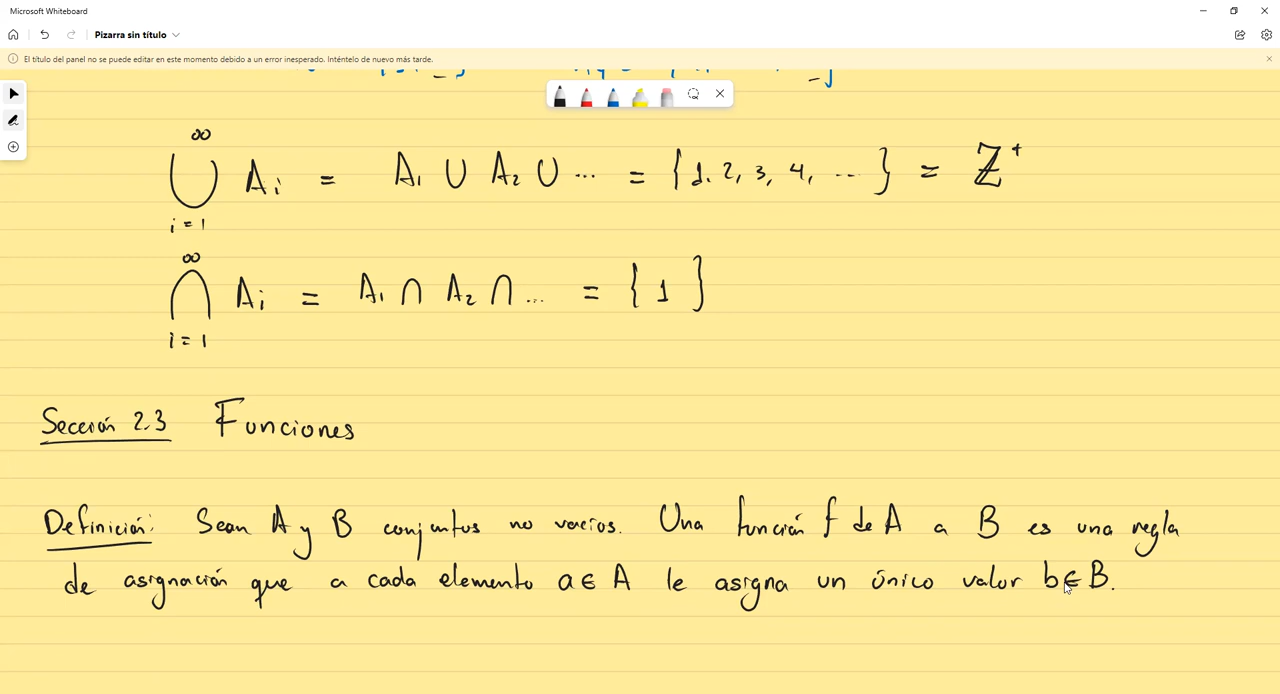 Microsoft Whiteboard
Pizarra sin título
El título del panel no se puede editar en este momento debido a un error inesperado. Inténtelo de nuevo más tarde.
∞
⋃ Ai = A1 ∪ A2 ∪ ... = {1, 2, 3, 4, ...} = ℤ⁺
i = 1
∞
⋂ Ai = A1 ∩ A2 ∩ ... = {1}
i = 1
Sección 2.3 Funciones
Definición: Sean A y B conjuntos no vacíos. Una función f de A a B es una regla
de asignación que a cada elemento a ∈ A le asigna un único valor b ∈ B.